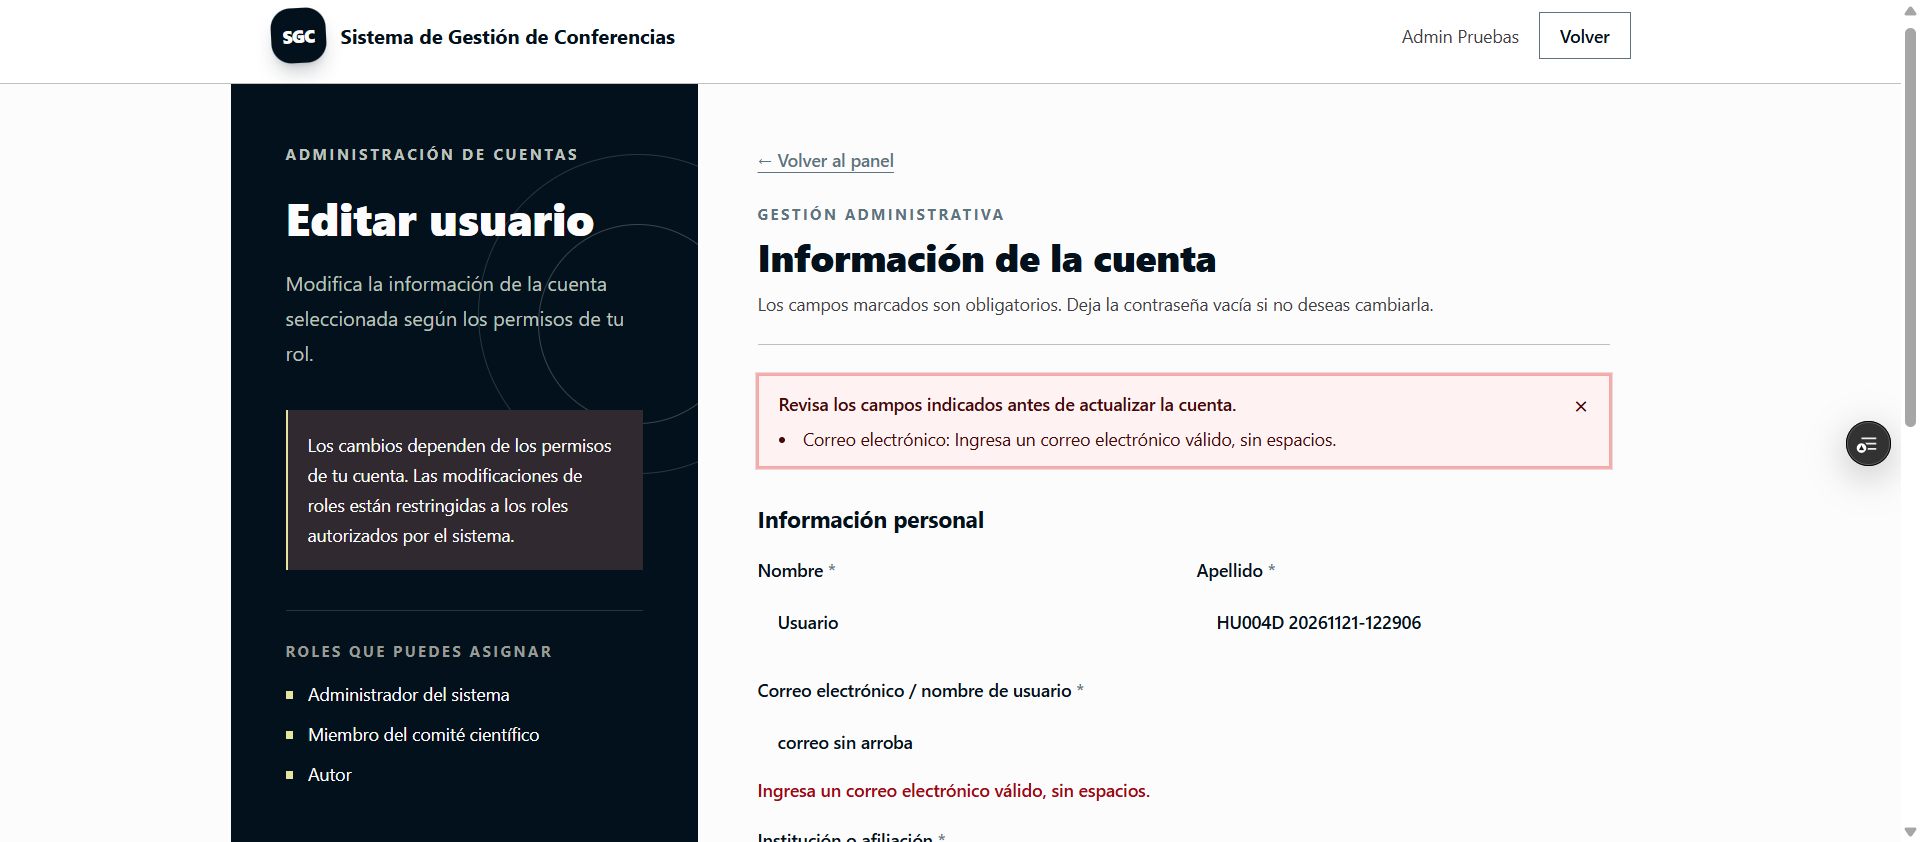 SGC
Sistema de Gestión de Conferencias
Admin Pruebas
Volver
ADMINISTRACIÓN DE CUENTAS
Editar usuario
Modifica la información de la cuenta
seleccionada según los permisos de tu
rol.
Los cambios dependen de los permisos
de tu cuenta. Las modificaciones de
roles están restringidas a los roles
autorizados por el sistema.
ROLES QUE PUEDES ASIGNAR
Administrador del sistema
Miembro del comité científico
Autor
← Volver al panel
GESTIÓN ADMINISTRATIVA
Información de la cuenta
Los campos marcados son obligatorios. Deja la contraseña vacía si no deseas cambiarla.
Revisa los campos indicados antes de actualizar la cuenta.
• Correo electrónico: Ingresa un correo electrónico válido, sin espacios.
Información personal
Nombre *
Apellido *
Usuario
HU004D 20261121-122906
Correo electrónico / nombre de usuario *
correo sin arroba
Ingresa un correo electrónico válido, sin espacios.
Institución o afiliación *